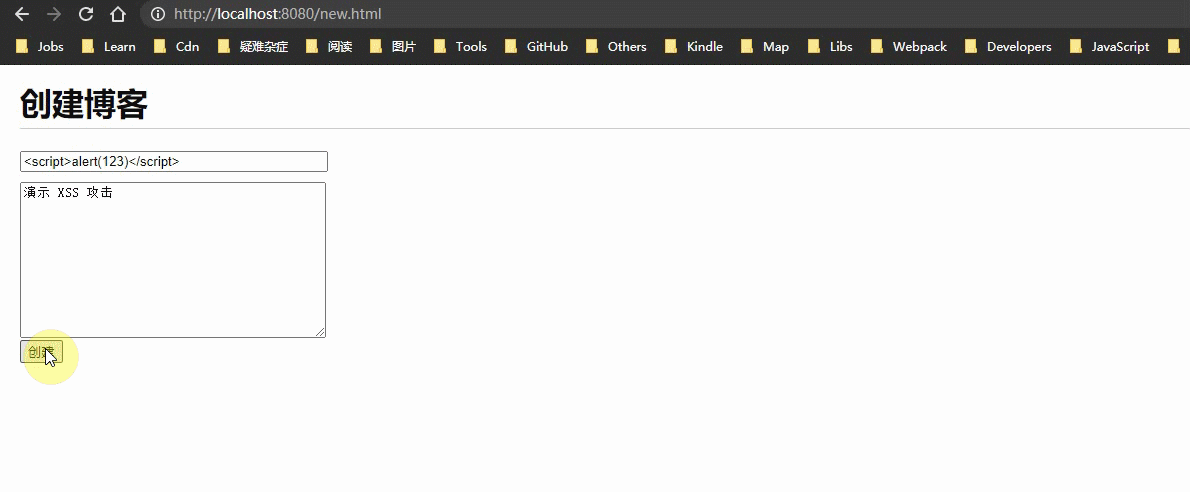 http://localhost:8080/new.html
Jobs Learn Cdn 疑难杂症 阅读 图片 Tools GitHub Others Kindle Map Libs Webpack Developers JavaScript
创建博客
<script>alert(123)</script>
演示 XSS 攻击
创建